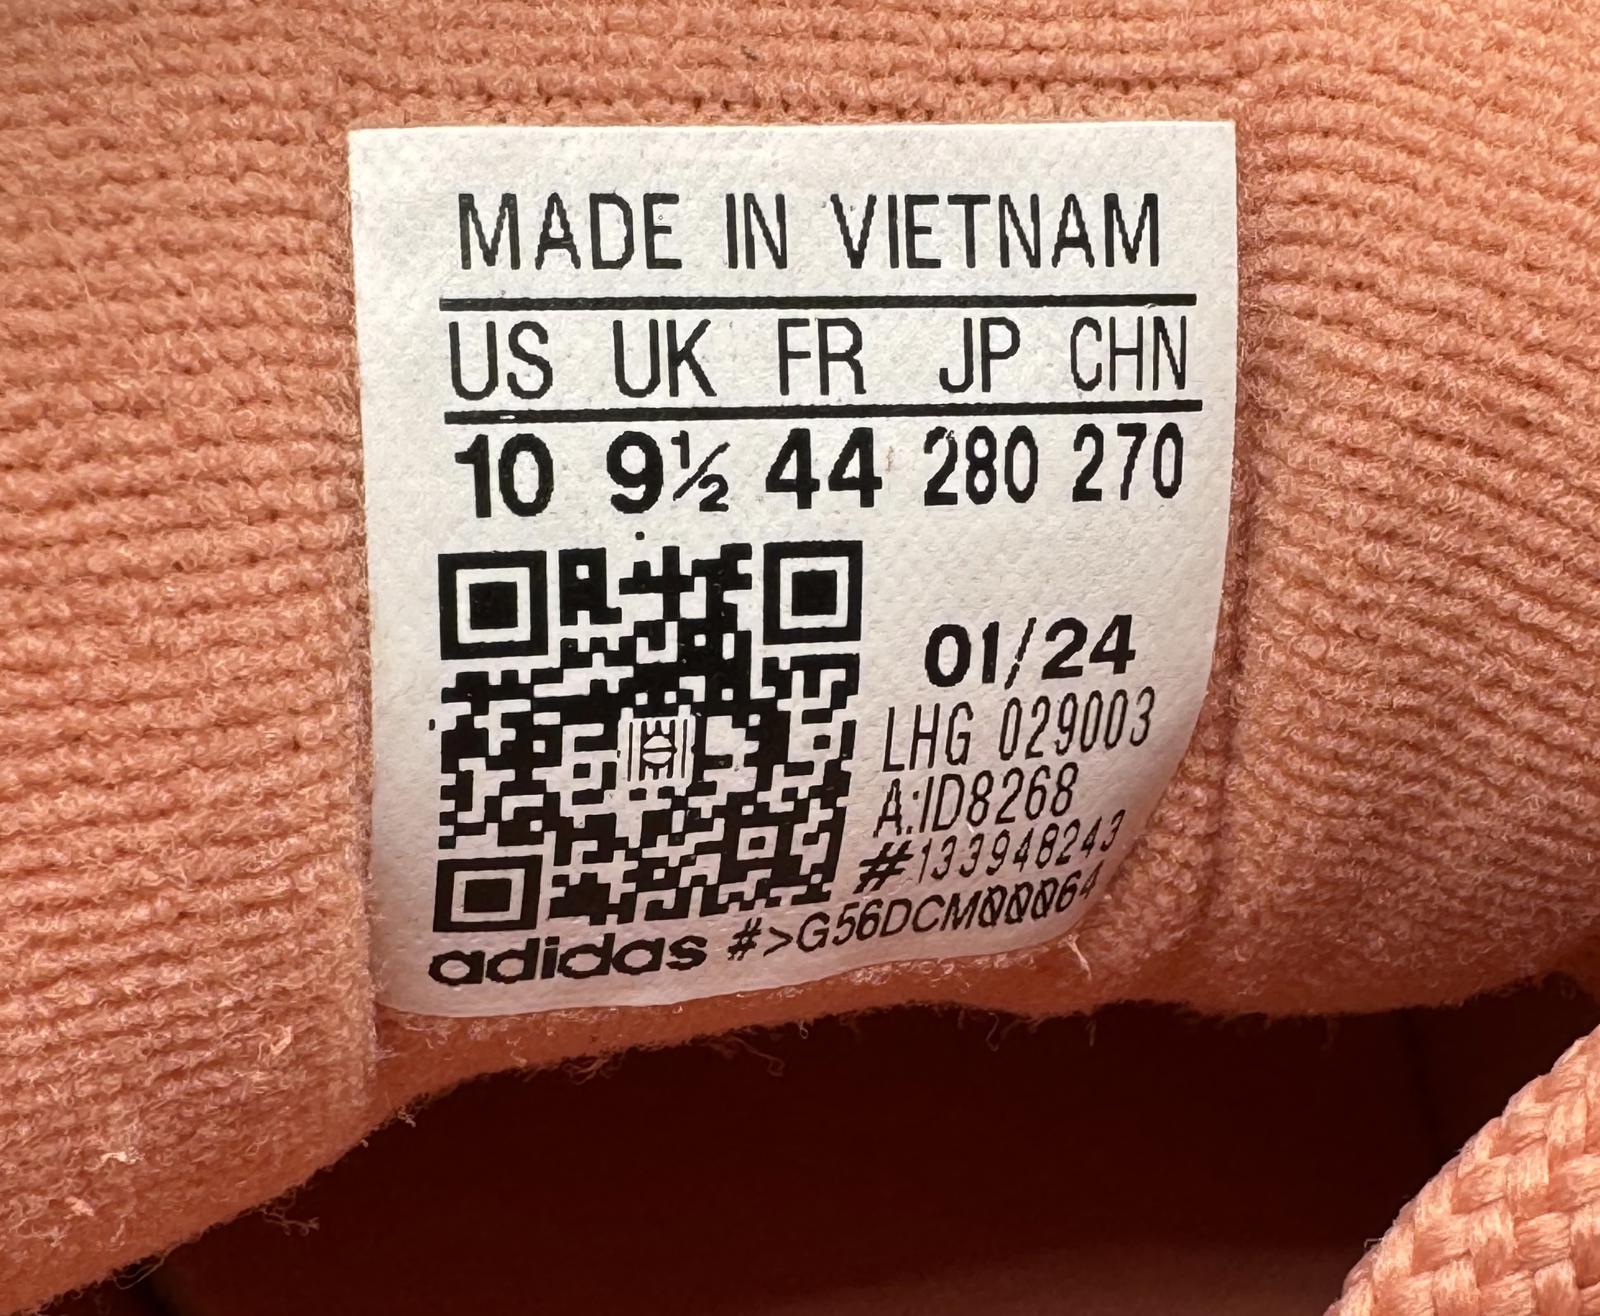 MADE IN VIETNAM
US UK FR JP CHN
10 9½ 44 280 270
01/24
LHG 029003
A:ID8268
#133948243
adidas #>G56DCM00064